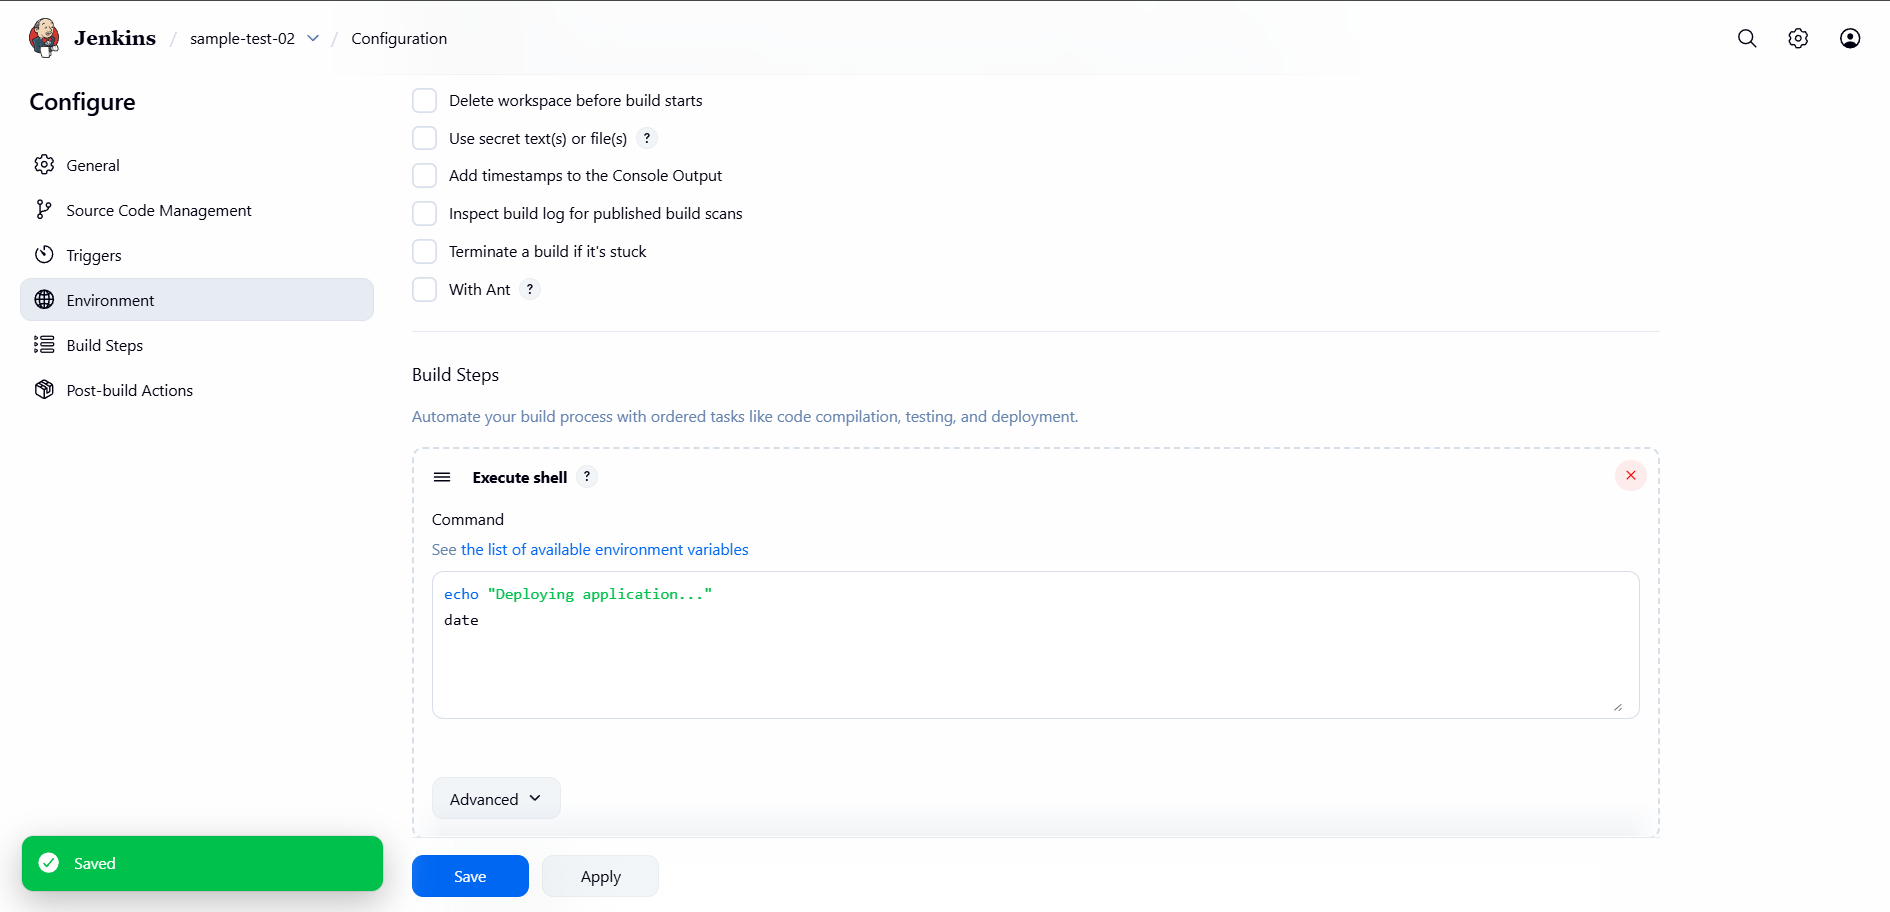 Jenkins / sample-test-02 / Configuration
Configure
General
Source Code Management
Triggers
Environment
Build Steps
Post-build Actions
Delete workspace before build starts
Use secret text(s) or file(s) ?
Add timestamps to the Console Output
Inspect build log for published build scans
Terminate a build if it's stuck
With Ant ?
Build Steps
Automate your build process with ordered tasks like code compilation, testing, and deployment.
Execute shell ?
Command
See the list of available environment variables
echo "Deploying application..."
date
Advanced
Saved
Save
Apply